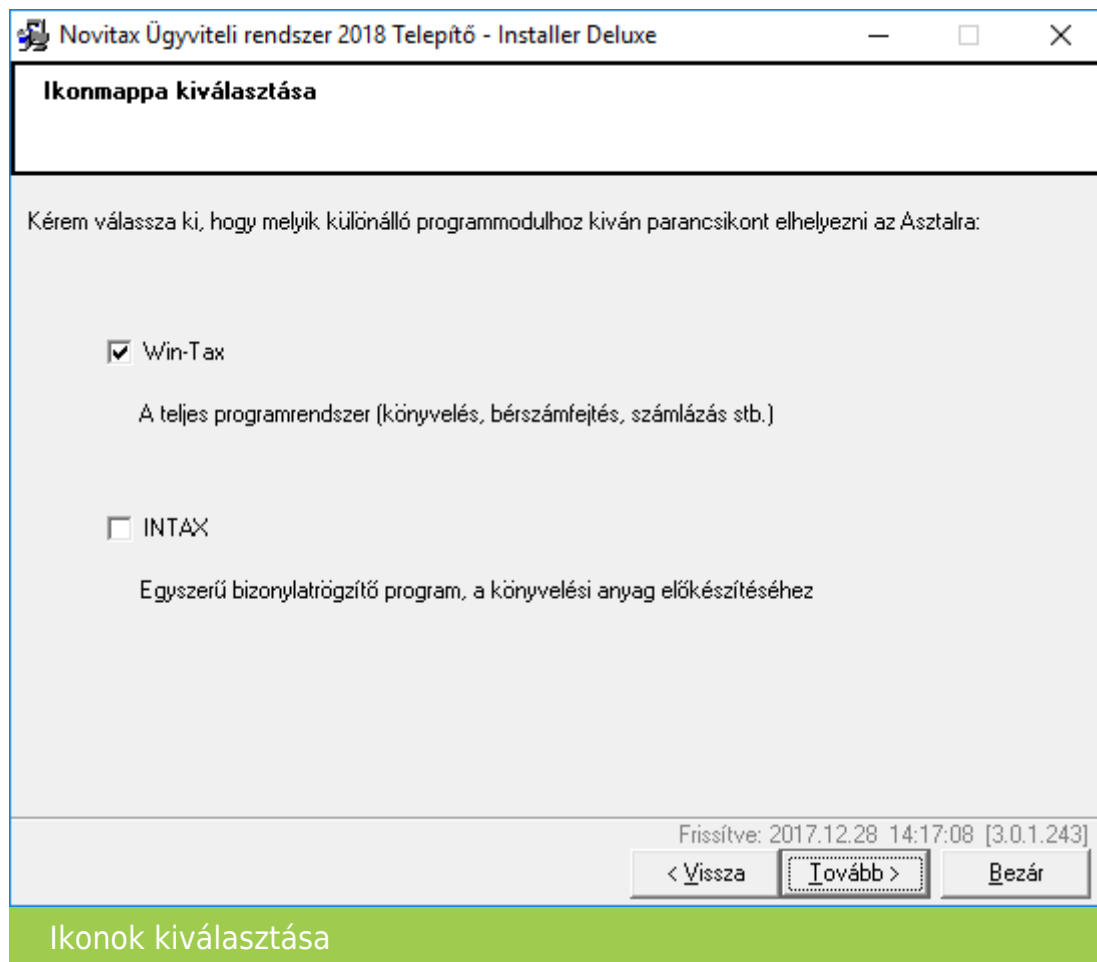 Novitax Ügyviteli rendszer 2018 Telepítő - Installer Deluxe
Ikonmappa kiválasztása
Kérem válassza ki, hogy melyik különálló programmodulhoz kiván parancsikont elhelyezni az Asztalra:
Win-Tax
A teljes programrendszer (könyvelés, bérszámfejtés, számlázás stb.)
INTAX
Egyszerű bizonylatrögzítő program, a könyvelési anyag előkészítéséhez
Frissítve: 2017.12.28 14:17:08 [3.0.1.243]
< Vissza Tovább > Bezár
Ikonok kiválasztása